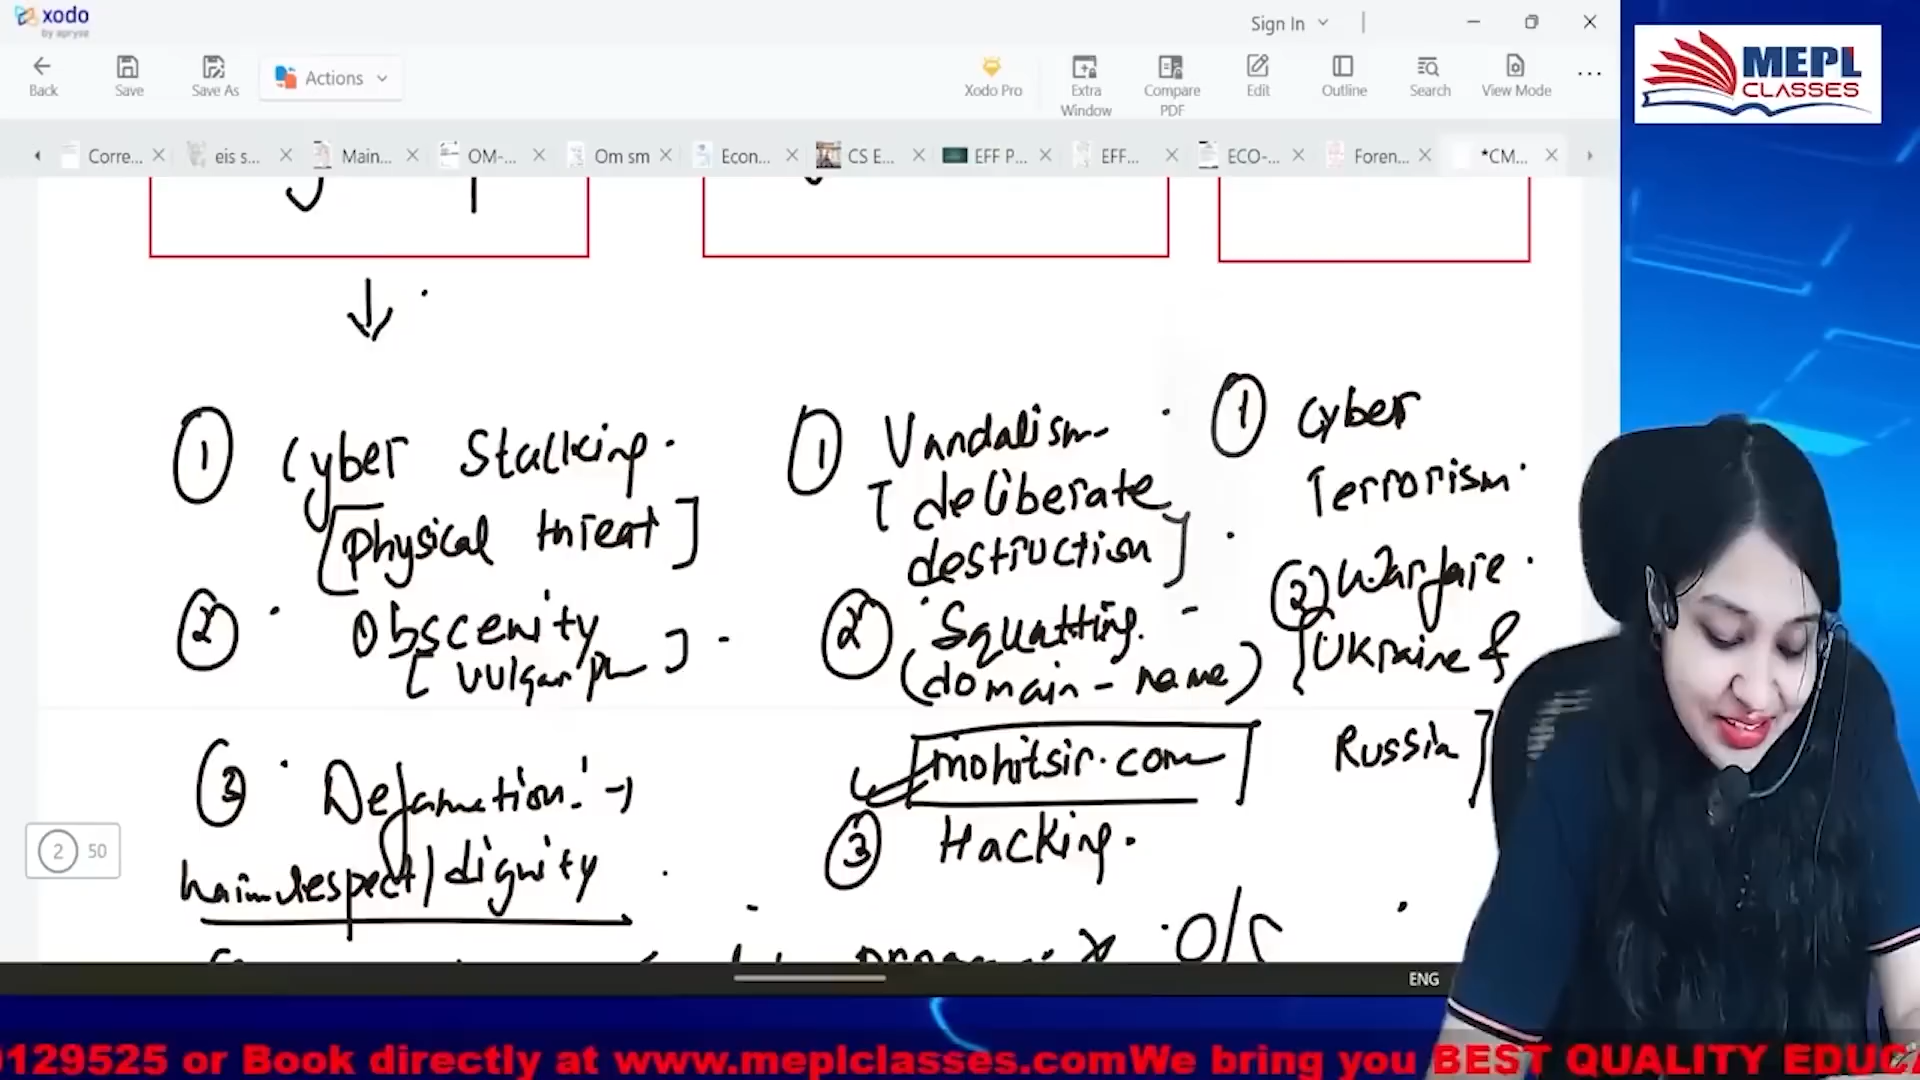 xodo
by apryse
Sign In
Back
Save
Save As
Actions
Xodo Pro
Extra Window
Compare PDF
Edit
Outline
Search
View Mode
MEPL
CLASSES
Corre...
eis s...
Main...
OM-...
Om sm
Econ...
CS E...
EFF P...
EFF...
ECO-...
Foren...
*CM...
① Cyber Stalking.
[physical threat]
② Obscenity
[vulgar
③ Defamation:→
harm respect/dignity
① Vandalism
[deliberate
destruction]
② Squatting.
(domain-name)
mohitsir.com
③ Hacking.
① Cyber
Terrorism
② Warfare.
[Ukraine &
Russia]
2 50
ENG
129525 or Book directly at www.meplclasses.comWe bring you BEST QUALITY EDUC